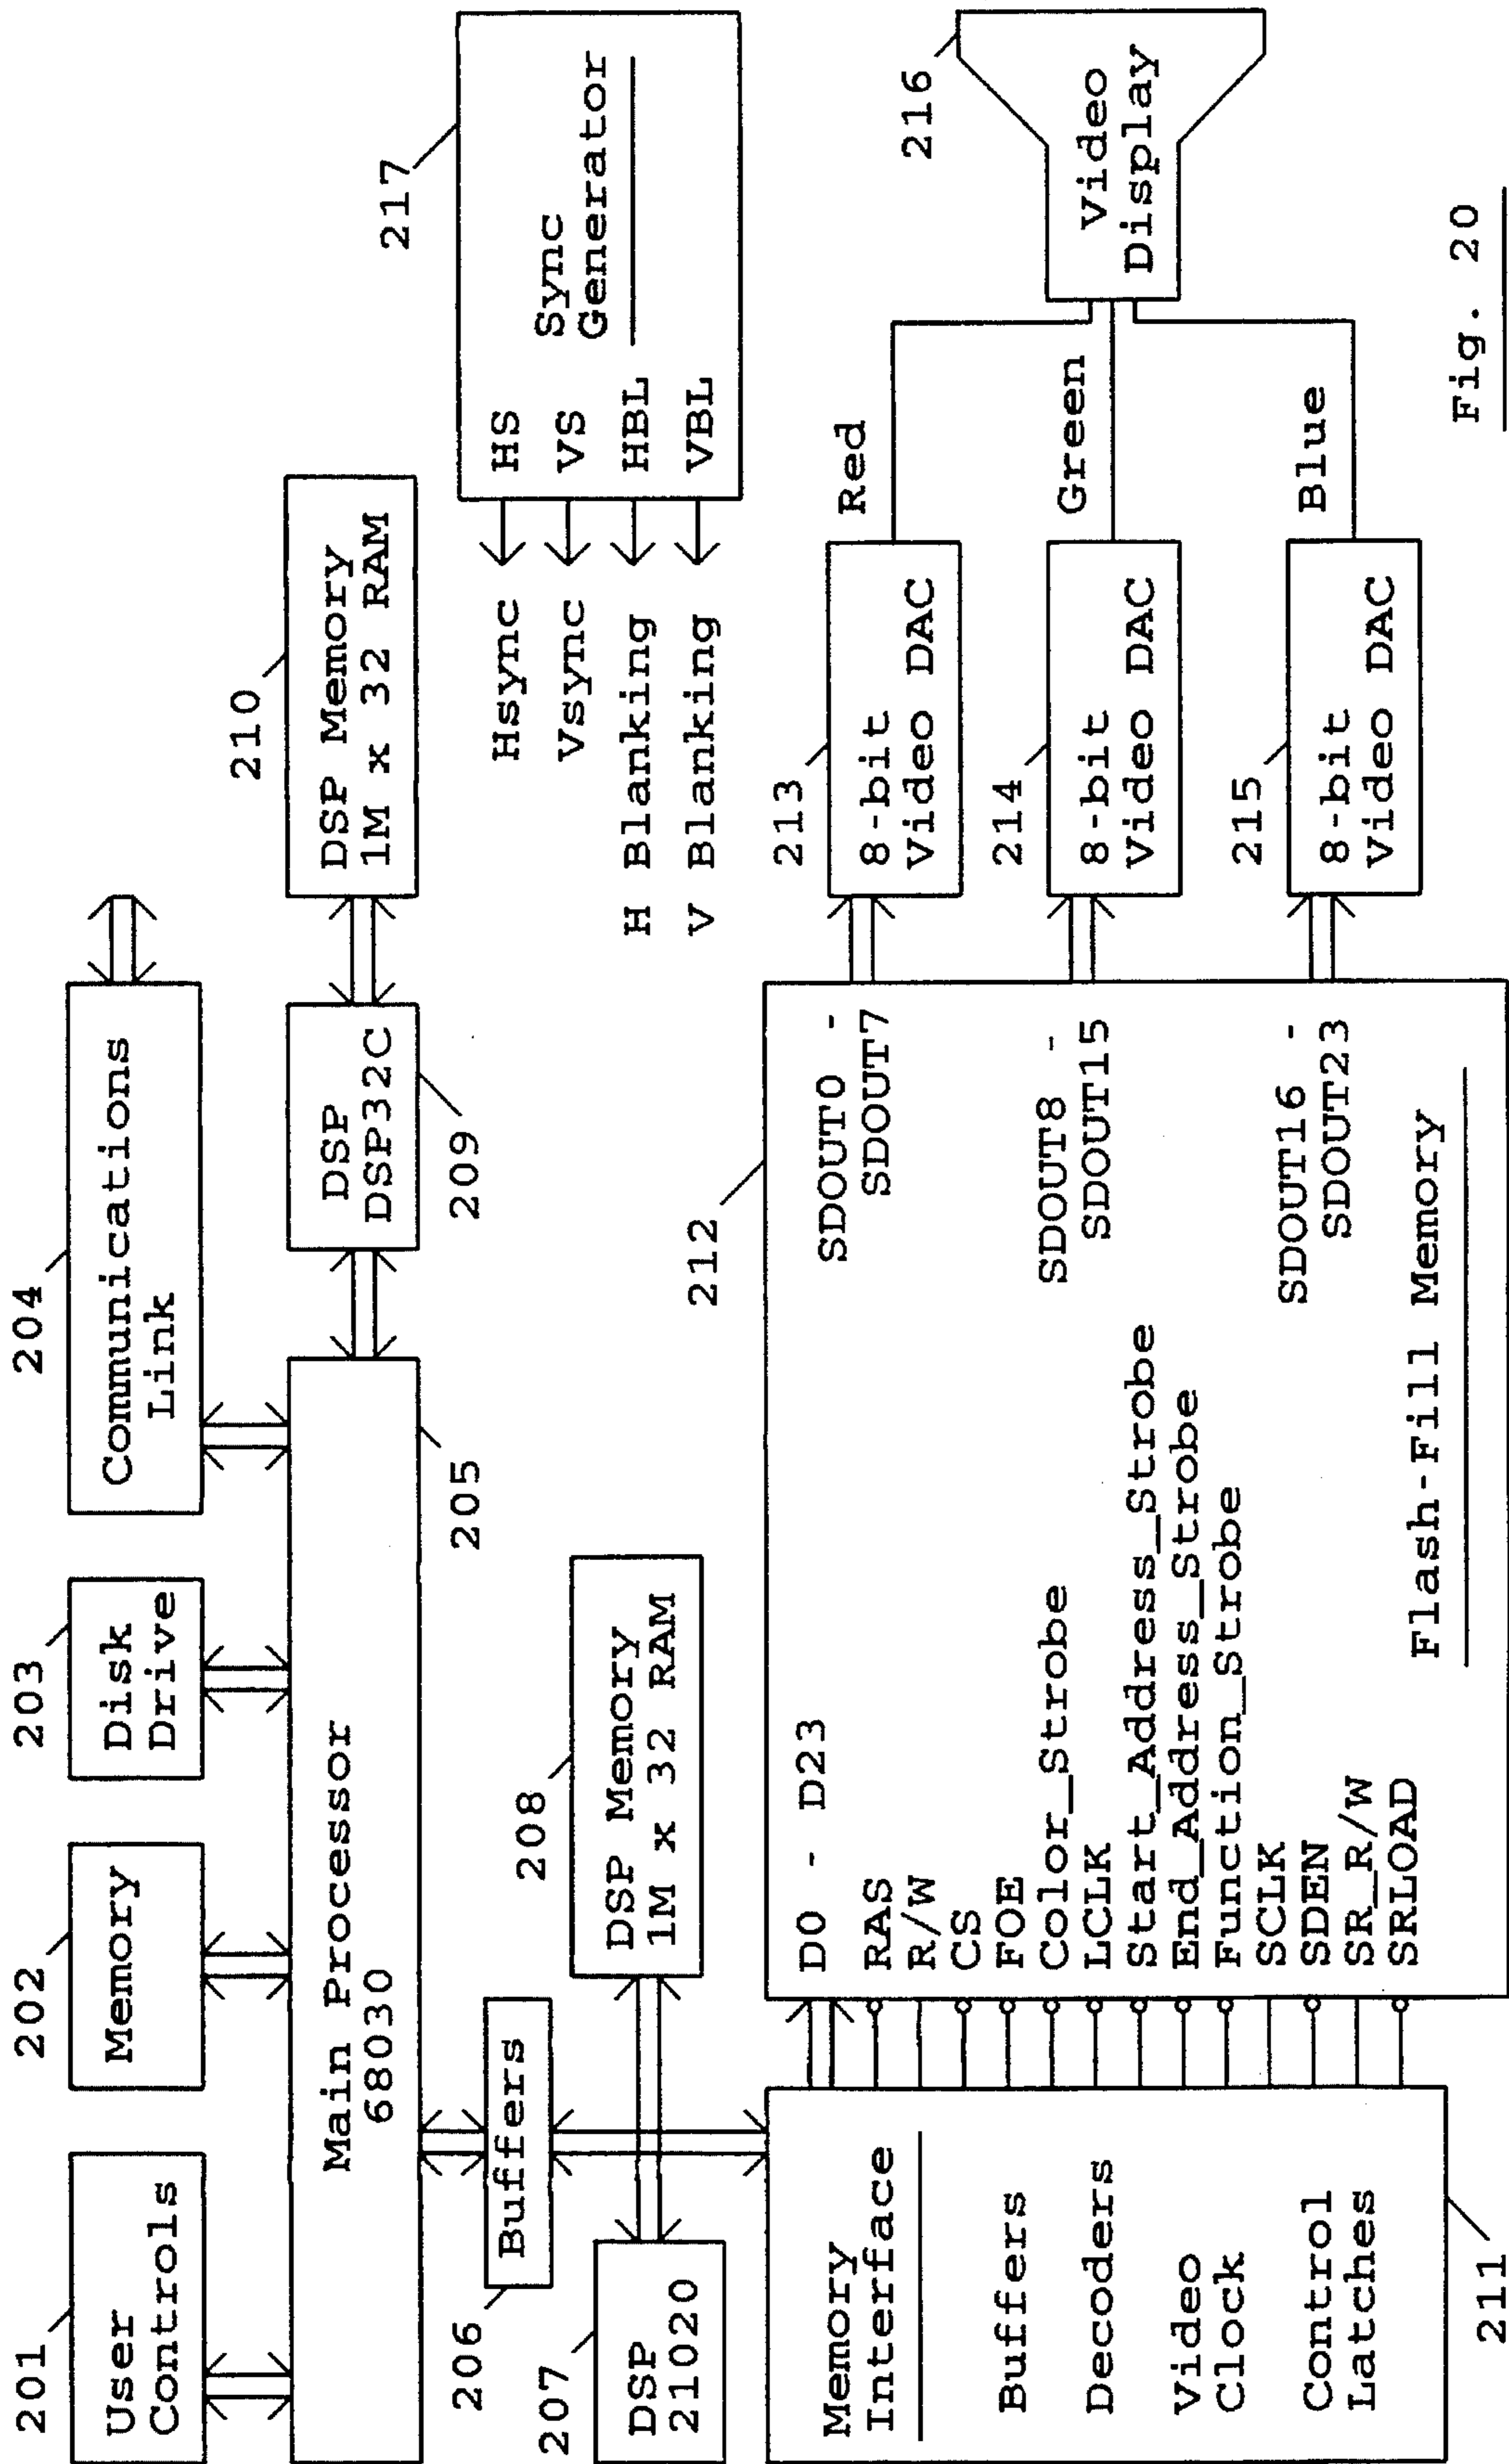 201
User
Controls
202
Memory
203
Disk
Drive
204
Communications
Link
Main Processor
68030
205
DSP
DSP32C
209
210
DSP Memory
1M x 32 RAM
206
Buffers
207
DSP
21020
208
DSP Memory
1M x 32 RAM
217
Sync
Generator
HS
VS
HBL
VBL
Hsync
Vsync
H Blanking
V Blanking
211
Memory
Interface
Buffers
Decoders
Video
Clock
Control
Latches
212
D0 - D23
RAS
R/W
CS
FOE
Color_Strobe
LCLK
Start_Address_Strobe
End_Address_Strobe
Function_Strobe
SCLK
SDEN
SR_R/W
SRLOAD
SDOUT0 -
SDOUT7
SDOUT8 -
SDOUT15
SDOUT16 -
SDOUT23
Flash-Fill Memory
213
8-bit
Video DAC
214
8-bit
Video DAC
215
8-bit
Video DAC
Red
Green
Blue
216
Video
Display
Fig. 20